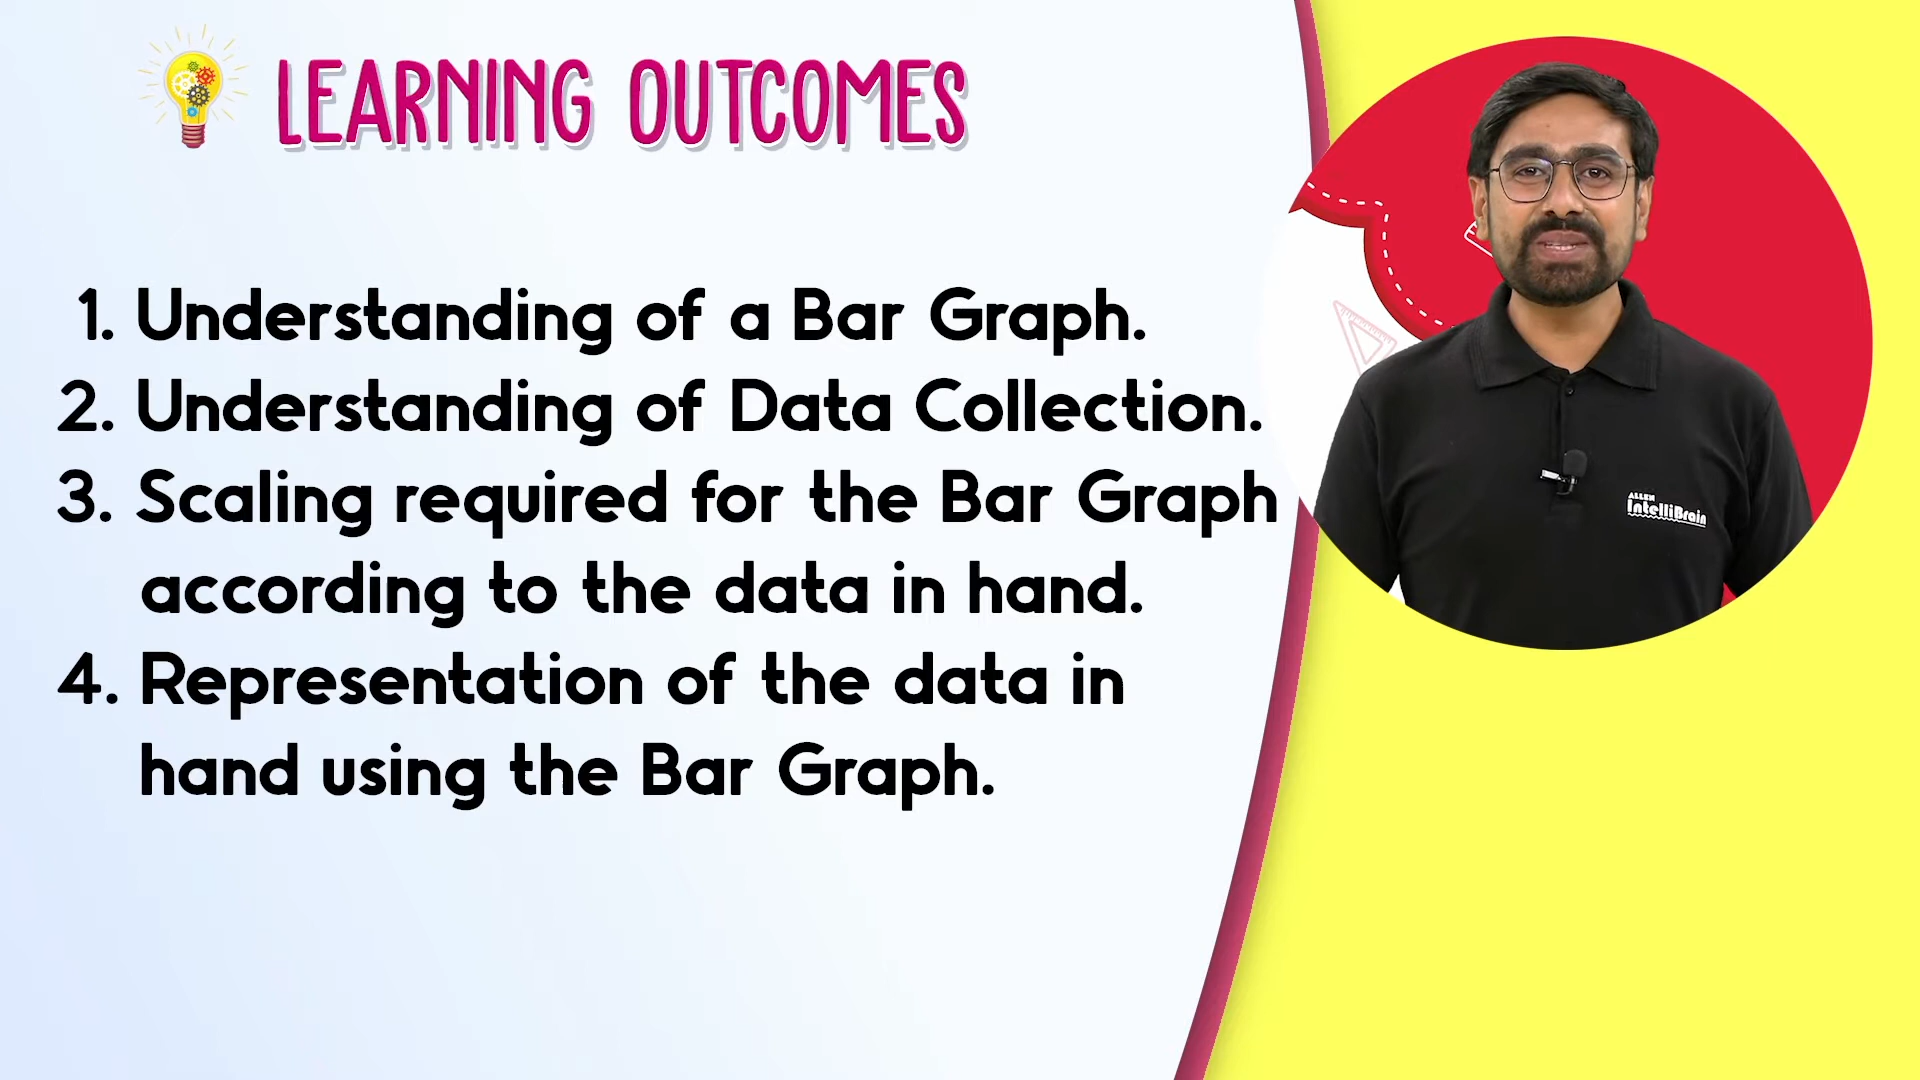 LEARNING OUTCOMES
1. Understanding of a Bar Graph.
2. Understanding of Data Collection.
3. Scaling required for the Bar Graph
according to the data in hand.
4. Representation of the data in
hand using the Bar Graph.
ALLEN
IntelliBrain